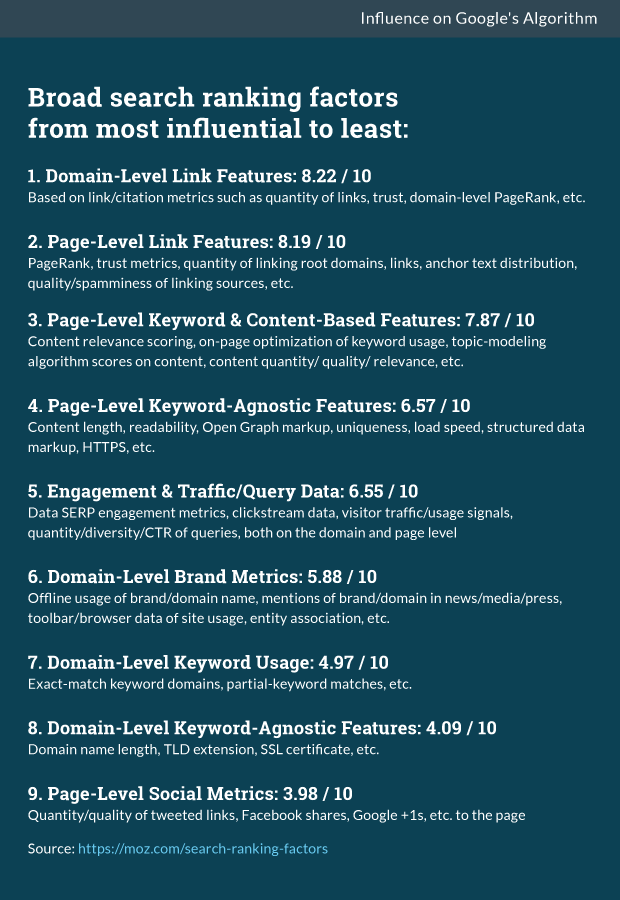 Influence on Google's Algorithm
Broad search ranking factors
from most influential to least:
1. Domain-Level Link Features: 8.22 / 10
Based on link/citation metrics such as quantity of links, trust, domain-level PageRank, etc.
2. Page-Level Link Features: 8.19 / 10
PageRank, trust metrics, quantity of linking root domains, links, anchor text distribution,
quality/spamminess of linking sources, etc.
3. Page-Level Keyword & Content-Based Features: 7.87 / 10
Content relevance scoring, on-page optimization of keyword usage, topic-modeling
algorithm scores on content, content quantity/ quality/ relevance, etc.
4. Page-Level Keyword-Agnostic Features: 6.57 / 10
Content length, readability, Open Graph markup, uniqueness, load speed, structured data
markup, HTTPS, etc.
5. Engagement & Traffic/Query Data: 6.55 / 10
Data SERP engagement metrics, clickstream data, visitor traffic/usage signals,
quantity/diversity/CTR of queries, both on the domain and page level
6. Domain-Level Brand Metrics: 5.88 / 10
Offline usage of brand/domain name, mentions of brand/domain in news/media/press,
toolbar/browser data of site usage, entity association, etc.
7. Domain-Level Keyword Usage: 4.97 / 10
Exact-match keyword domains, partial-keyword matches, etc.
8. Domain-Level Keyword-Agnostic Features: 4.09 / 10
Domain name length, TLD extension, SSL certificate, etc.
9. Page-Level Social Metrics: 3.98 / 10
Quantity/quality of tweeted links, Facebook shares, Google +1s, etc. to the page
Source: https://moz.com/search-ranking-factors